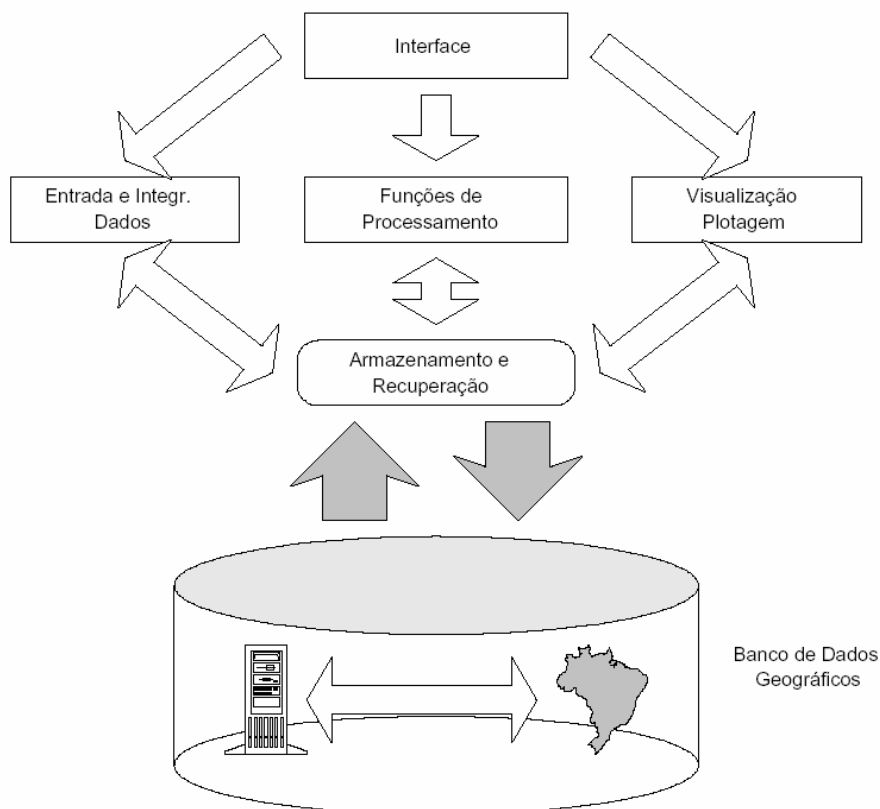 Interface
Entrada e Integr.
Dados
Funções de
Processamento
Visualização
Plotagem
Armazenamento e
Recuperação
Banco de Dados
Geográficos